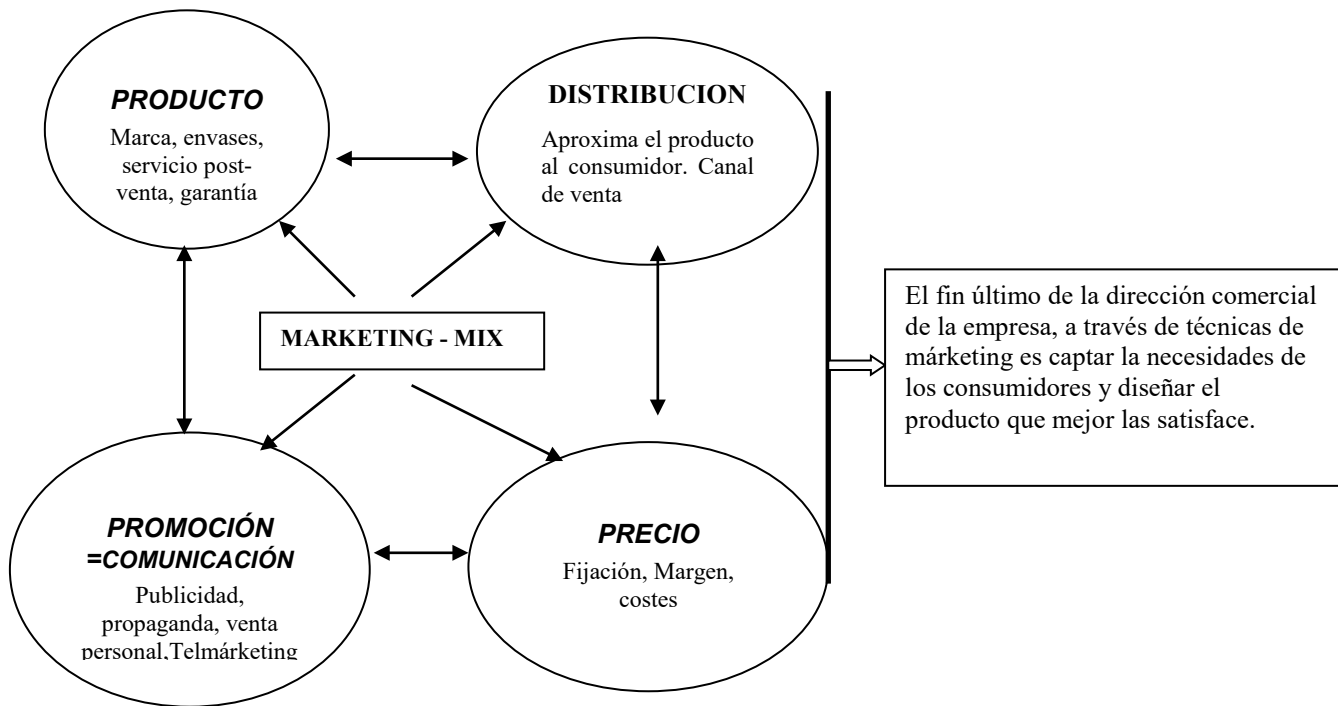 PRODUCTO
Marca, envases,
servicio post-
venta, garantía
DISTRIBUCION
Aproxima el producto
al consumidor. Canal
de venta
MARKETING - MIX
PROMOCIÓN
=COMUNICACIÓN
Publicidad,
propaganda, venta
personal,Telmárketing
PRECIO
Fijación, Margen,
costes
El fin último de la dirección comercial
de la empresa, a través de técnicas de
márketing es captar la necesidades de
los consumidores y diseñar el
producto que mejor las satisface.